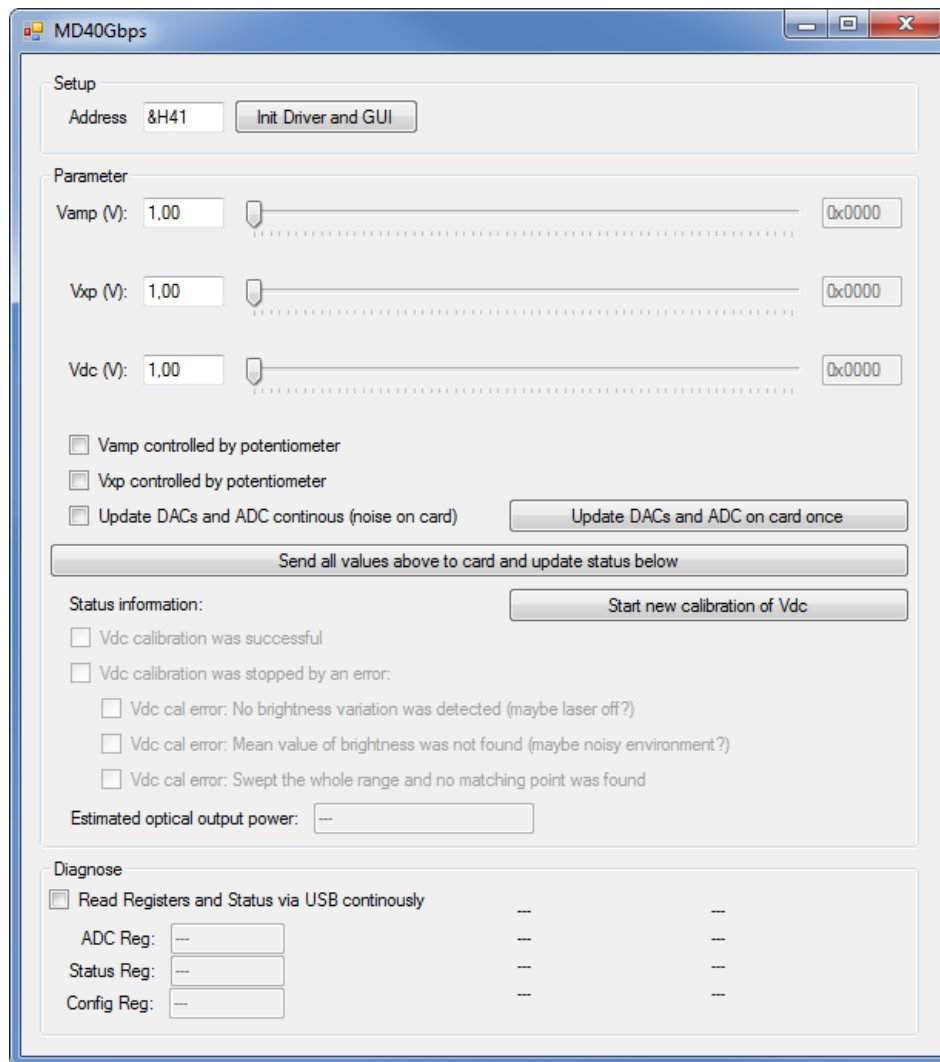 MD40Gbps
Setup
Address &H41 Init Driver and GUI
Parameter
Vamp (V): 1,00 0x0000
Vxp (V): 1,00 0x0000
Vdc (V): 1,00 0x0000
Vamp controlled by potentiometer
Vxp controlled by potentiometer
Update DACs and ADC continous (noise on card) Update DACs and ADC on card once
Send all values above to card and update status below
Status information: Start new calibration of Vdc
Vdc calibration was successful
Vdc calibration was stopped by an error:
Vdc cal error: No brightness variation was detected (maybe laser off?)
Vdc cal error: Mean value of brightness was not found (maybe noisy environment?)
Vdc cal error: Swept the whole range and no matching point was found
Estimated optical output power: ---
Diagnose
Read Registers and Status via USB continously
--- ---
ADC Reg: --- --- ---
Status Reg: --- --- ---
Config Reg: --- --- ---